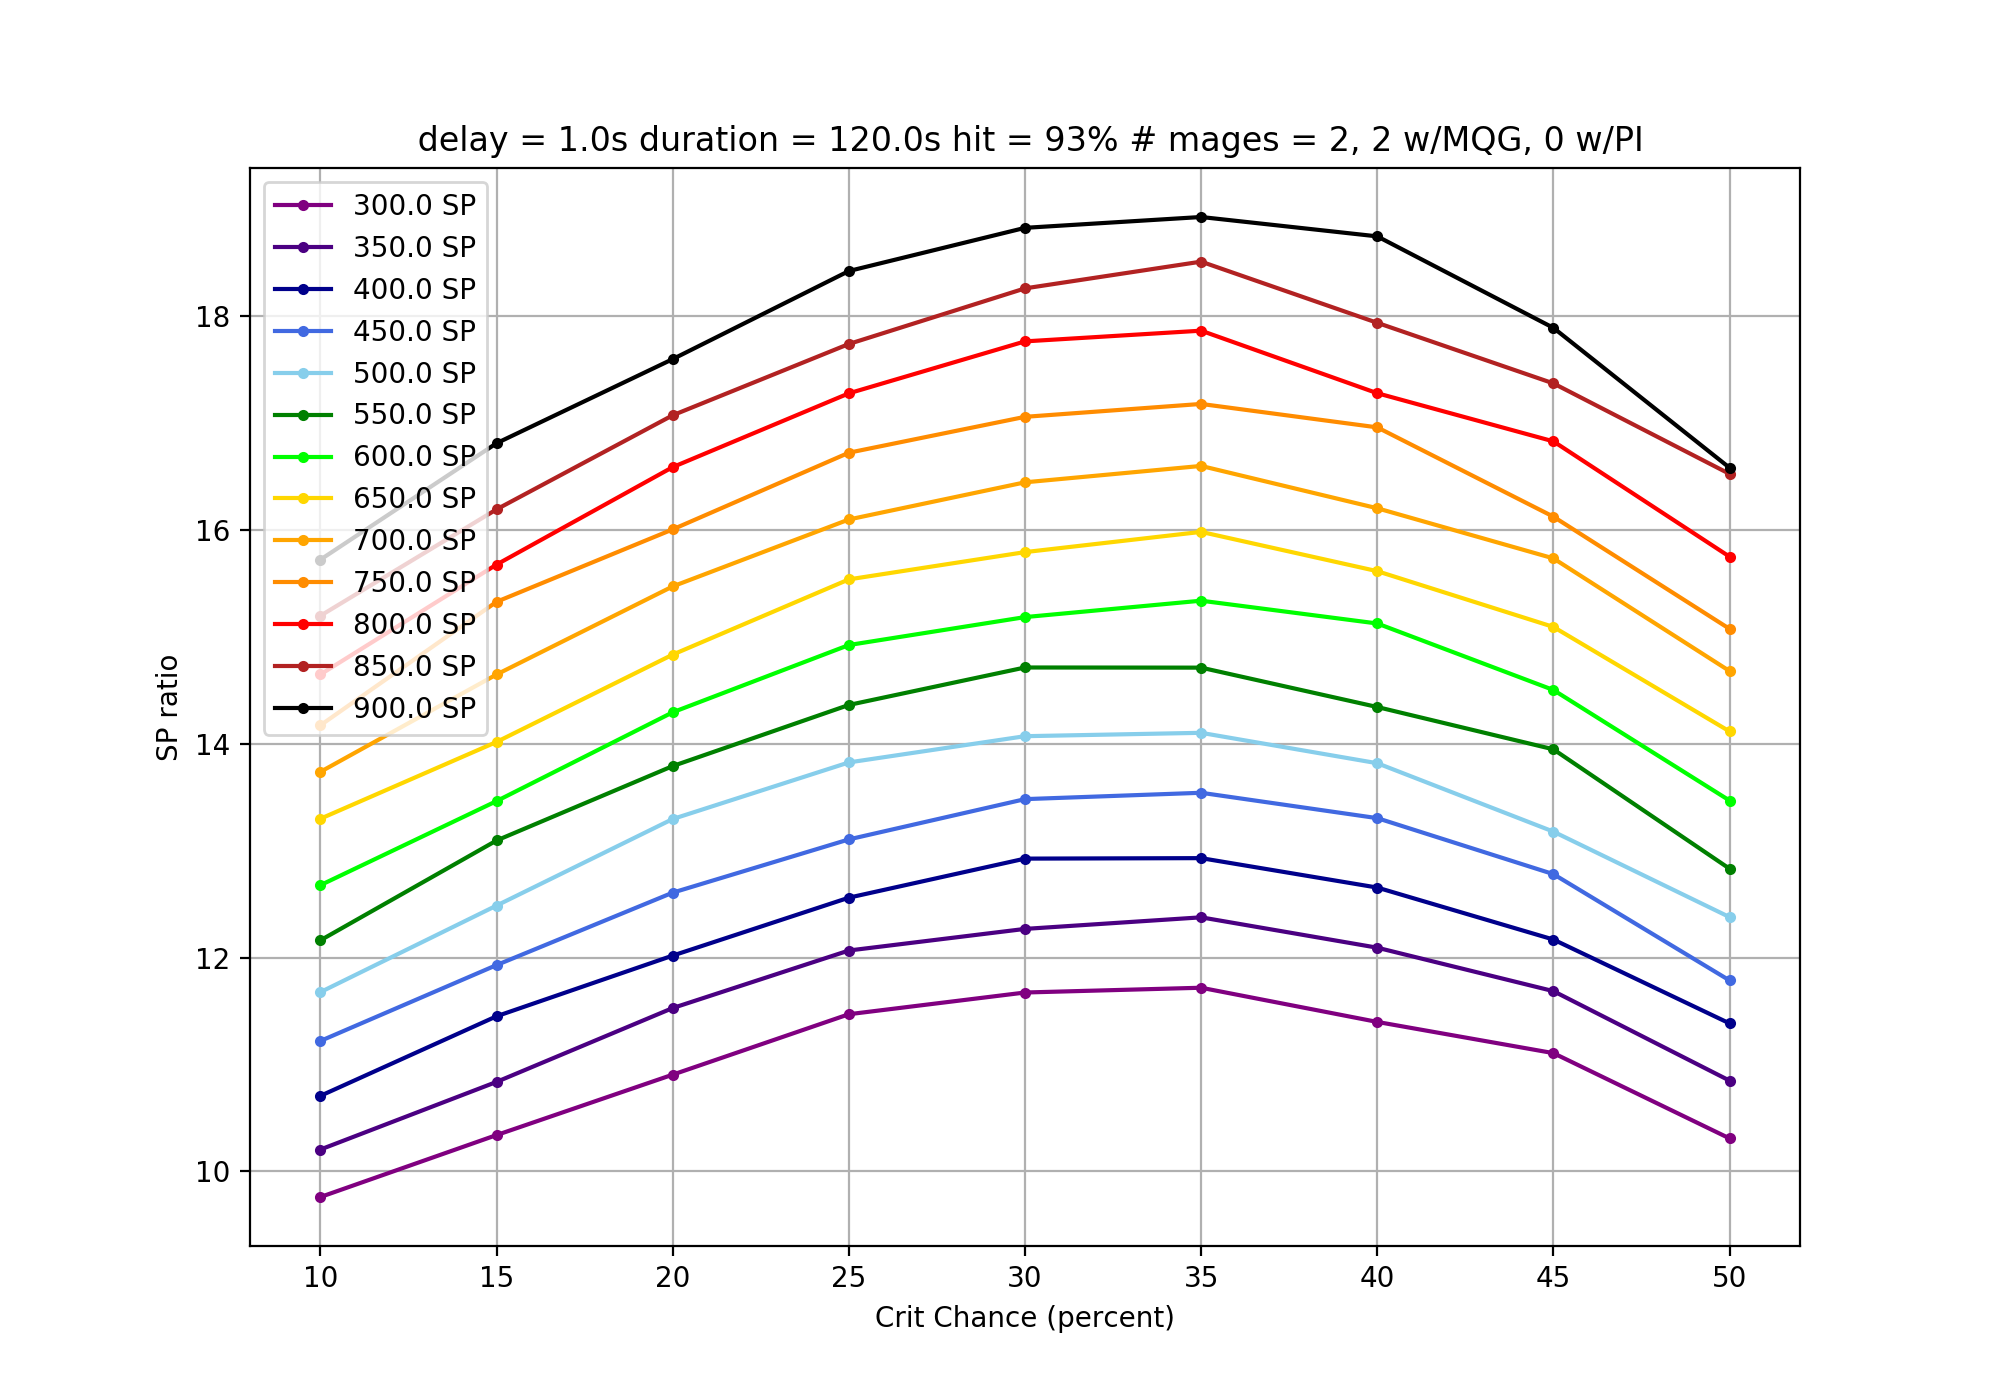 delay = 1.0s duration = 120.0s hit = 93% # mages = 2, 2 w/MQG, 0 w/PI
300.0 SP
350.0 SP
400.0 SP
450.0 SP
500.0 SP
550.0 SP
600.0 SP
650.0 SP
700.0 SP
750.0 SP
800.0 SP
850.0 SP
900.0 SP
SP ratio
18
16
14
12
10
10 15 20 25 30 35 40 45 50
Crit Chance (percent)